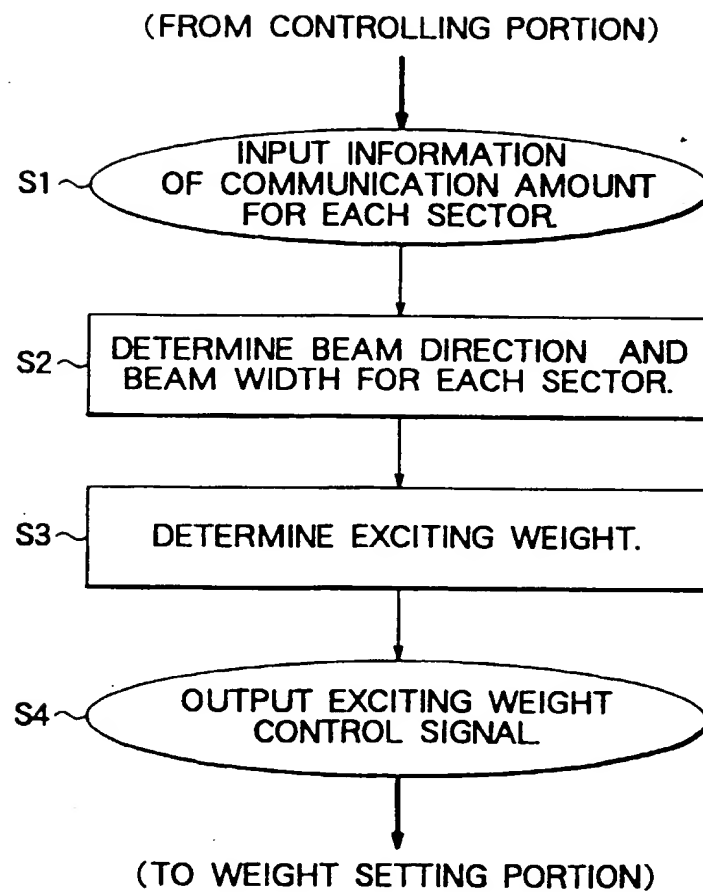 (FROM CONTROLLING PORTION)
S1
INPUT INFORMATION
OF COMMUNICATION AMOUNT
FOR EACH SECTOR.
S2
DETERMINE BEAM DIRECTION AND
BEAM WIDTH FOR EACH SECTOR.
S3
DETERMINE EXCITING WEIGHT.
S4
OUTPUT EXCITING WEIGHT
CONTROL SIGNAL.
(TO WEIGHT SETTING PORTION)